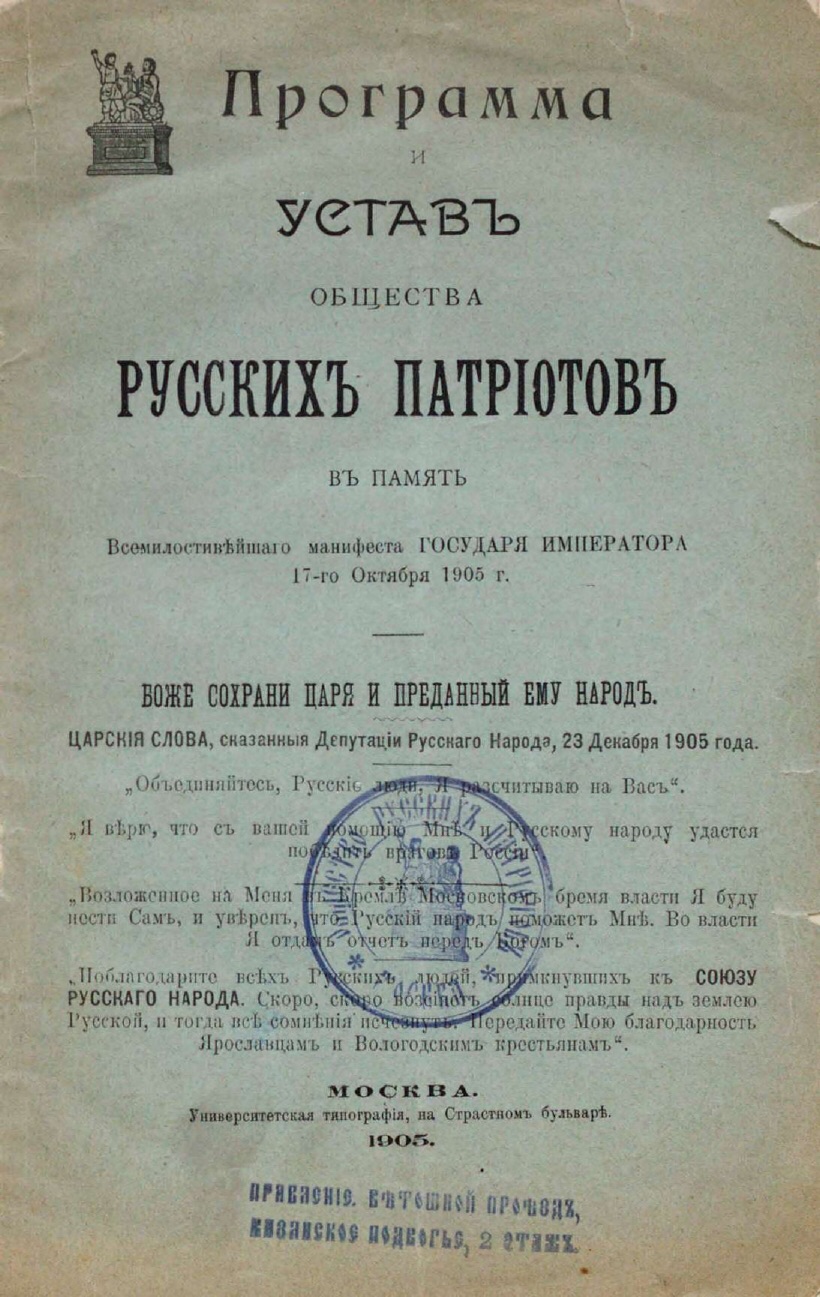 Программа
и
УСТАВЪ
ОБЩЕСТВА
РУССКИХЪ ПАТРІОТОВЪ
ВЪ ПАМЯТЬ
Всемилостивѣйшаго манифеста ГОСУДАРЯ ИМПЕРАТОРА
17-го Октября 1905 г.
БОЖЕ СОХРАНИ ЦАРЯ И ПРЕДАННЫЙ ЕМУ НАРОДЪ.
ЦАРСКІЯ СЛОВА, сказанныя Депутаціи Русскаго Народа, 23 Декабря 1905 года.
„Объединяйтесь, Русскіе люди, Я разсчитываю на Васъ“.
„Я вѣрю, что съ вашей помощію Мнѣ и Русскому народу удастся
побѣдить враговъ Россіи“.
„Возложенное на Меня въ Кремлѣ Московскомъ бремя власти Я буду
нести Самъ, и увѣренъ, что Русскій народъ поможетъ Мнѣ. Во власти
Я отдамъ отчетъ передъ Богомъ“.
„Поблагодарите всѣхъ Русскихъ людей, примкнувшихъ къ СОЮЗУ
РУССКАГО НАРОДА. Скоро, скоро возсіяетъ солнце правды надъ землею
Русской, и тогда всѣ сомнѣнія исчезнутъ. Передайте Мою благодарность
Ярославцамъ и Вологодскимъ крестьянамъ“.
МОСКВА.
Университетская типографія, на Страстномъ бульварѣ.
1905.
ПРАВЛЕНІЕ. ВѢТОШНОЙ ПРОѢЗДЪ,
КАЗАНСКОЕ ПОДВОРЬЕ, 2 ЭТАЖЪ.